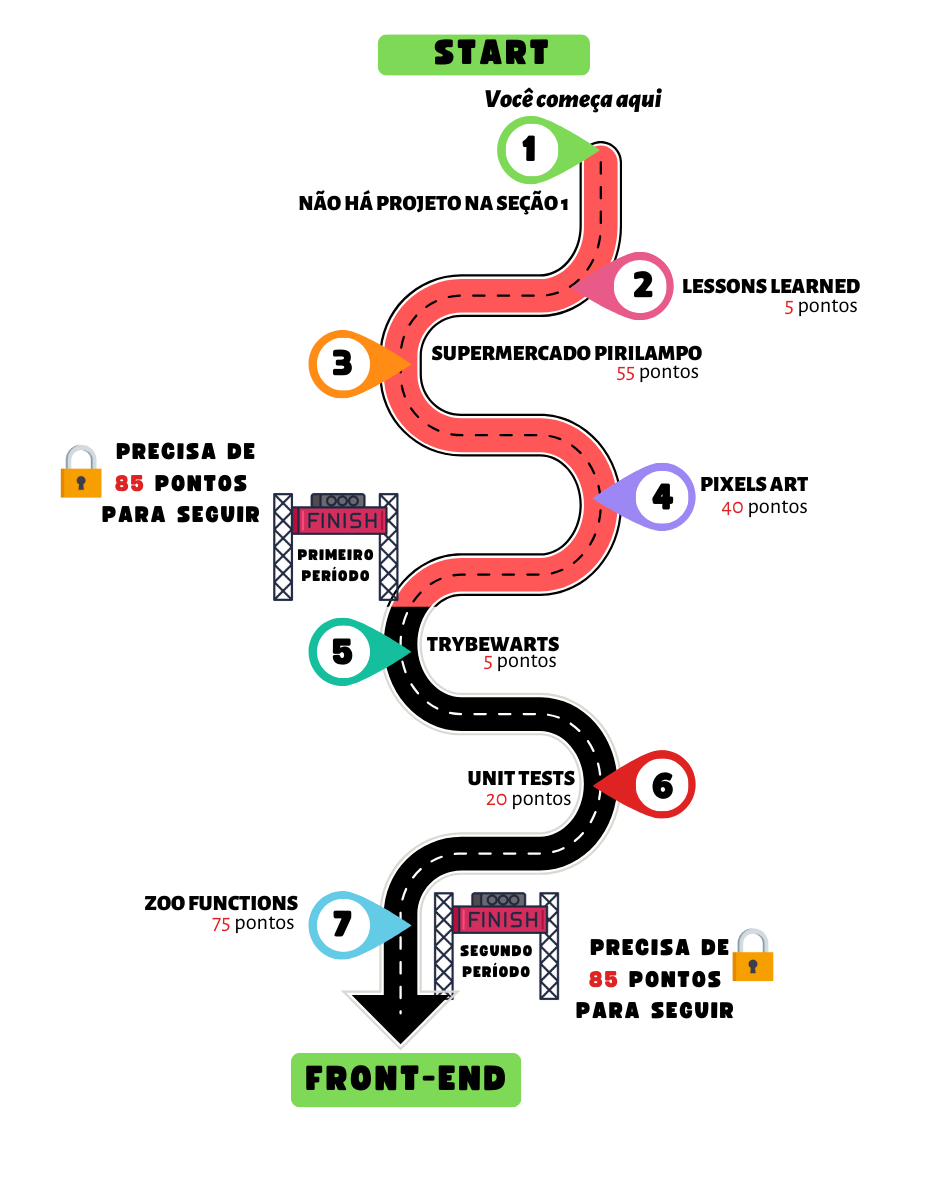 START
Você começa aqui
1
NÃO HÁ PROJETO NA SEÇÃO 1
2
LESSONS LEARNED
5 pontos
3
SUPERMERCADO PIRILAMPO
55 pontos
PRECISA DE
85 PONTOS
PARA SEGUIR
4
PIXELS ART
40 pontos
FINISH
PRIMEIRO
PERÍODO
5
TRYBEWARTS
5 pontos
UNIT TESTS
20 pontos
6
ZOO FUNCTIONS
75 pontos
7
FINISH
SEGUNDO
PERÍODO
PRECISA DE
85 PONTOS
PARA SEGUIR
FRONT-END